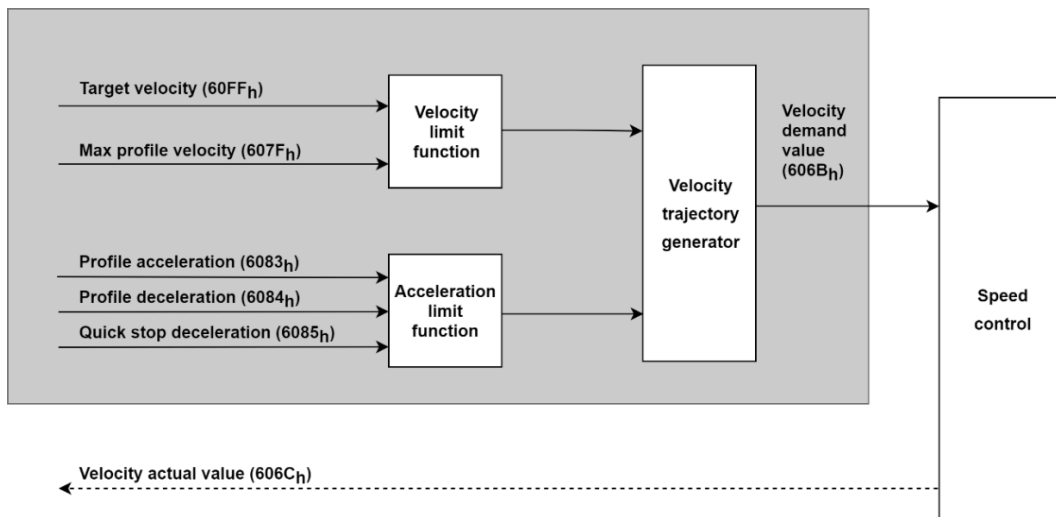 Target velocity (60FFh)
Max profile velocity (607Fh)
Velocity
limit
function
Profile acceleration (6083h)
Profile deceleration (6084h)
Quick stop deceleration (6085h)
Acceleration
limit
function
Velocity
trajectory
generator
Velocity
demand
value
(606Bh)
Speed
control
Velocity actual value (606Ch)